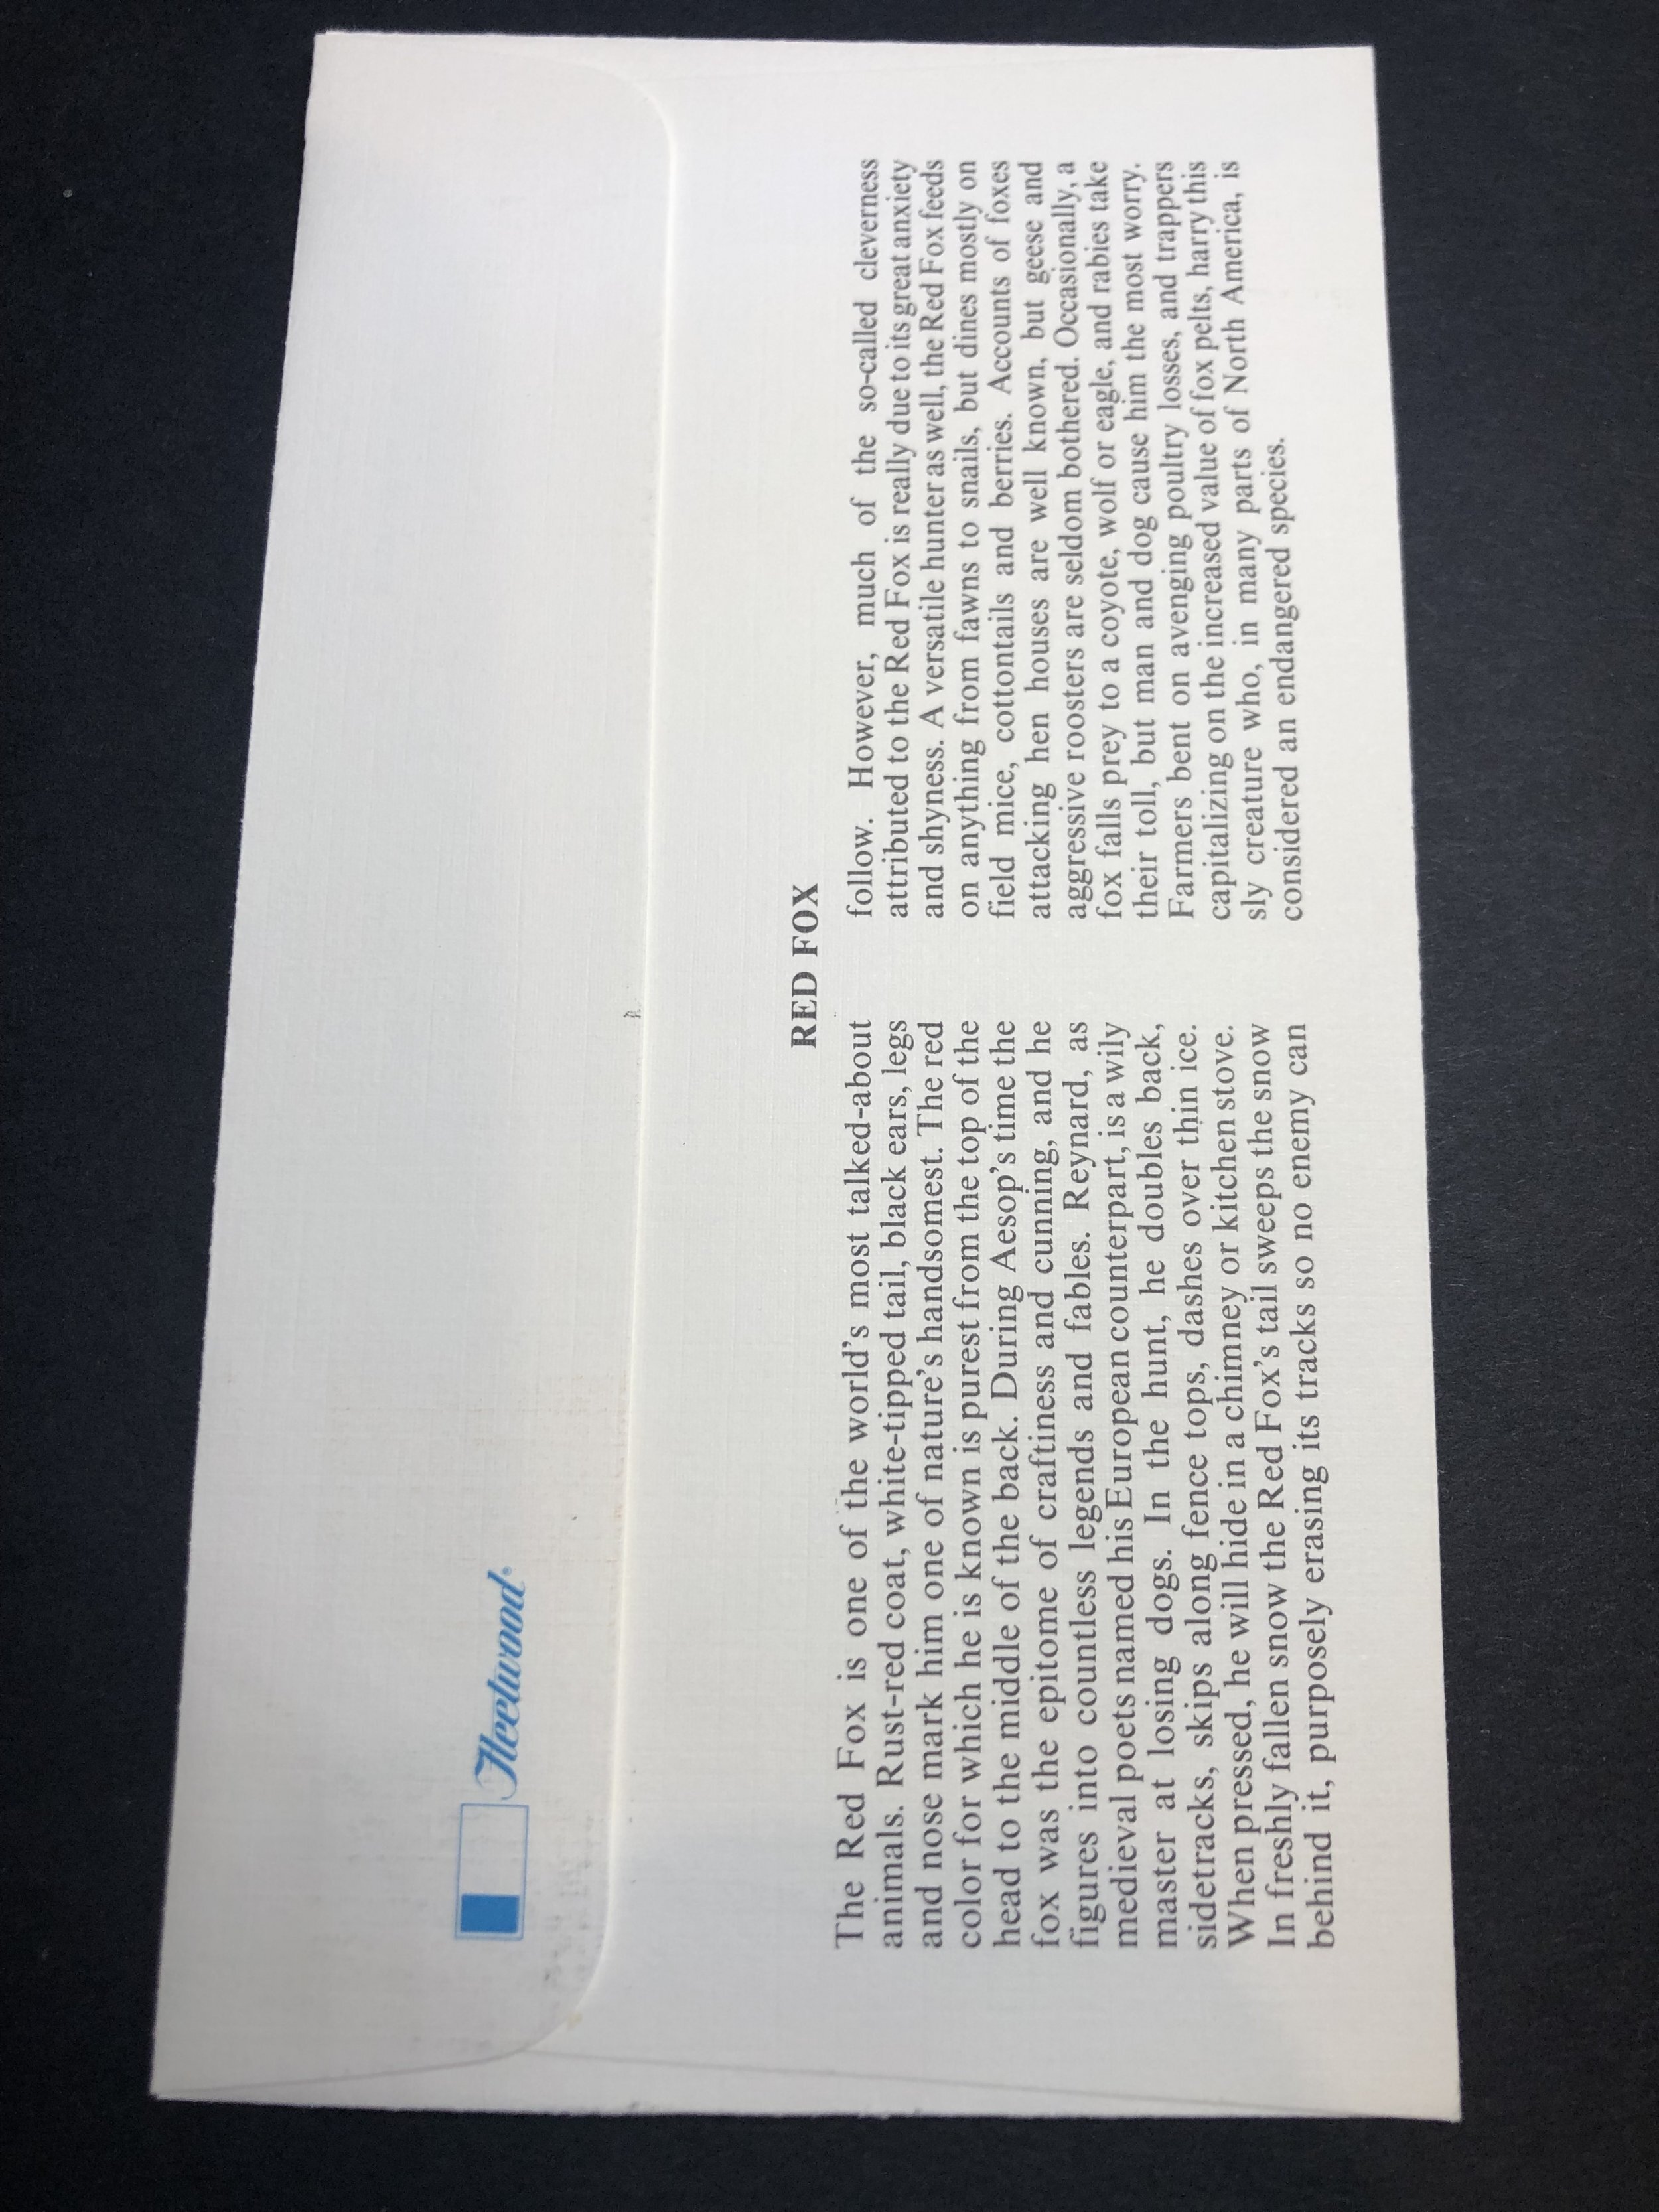 Fleetwood®
RED FOX
The Red Fox is one of the world's most talked-about
animals. Rust-red coat, white-tipped tail, black ears, legs
and nose mark him one of nature's handsomest. The red
color for which he is known is purest from the top of the
head to the middle of the back. During Aesop's time the
fox was the epitome of craftiness and cunning, and he
figures into countless legends and fables. Reynard, as
medieval poets named his European counterpart, is a wily
master at losing dogs. In the hunt, he doubles back,
sidetracks, skips along fence tops, dashes over thin ice.
When pressed, he will hide in a chimney or kitchen stove.
In freshly fallen snow the Red Fox's tail sweeps the snow
behind it, purposely erasing its tracks so no enemy can
follow. However, much of the so-called cleverness
attributed to the Red Fox is really due to its great anxiety
and shyness. A versatile hunter as well, the Red Fox feeds
on anything from fawns to snails, but dines mostly on
field mice, cottontails and berries. Accounts of foxes
attacking hen houses are well known, but geese and
aggressive roosters are seldom bothered. Occasionally, a
fox falls prey to a coyote, wolf or eagle, and rabies take
their toll, but man and dog cause him the most worry.
Farmers bent on avenging poultry losses, and trappers
capitalizing on the increased value of fox pelts, harry this
sly creature who, in many parts of North America, is
considered an endangered species.